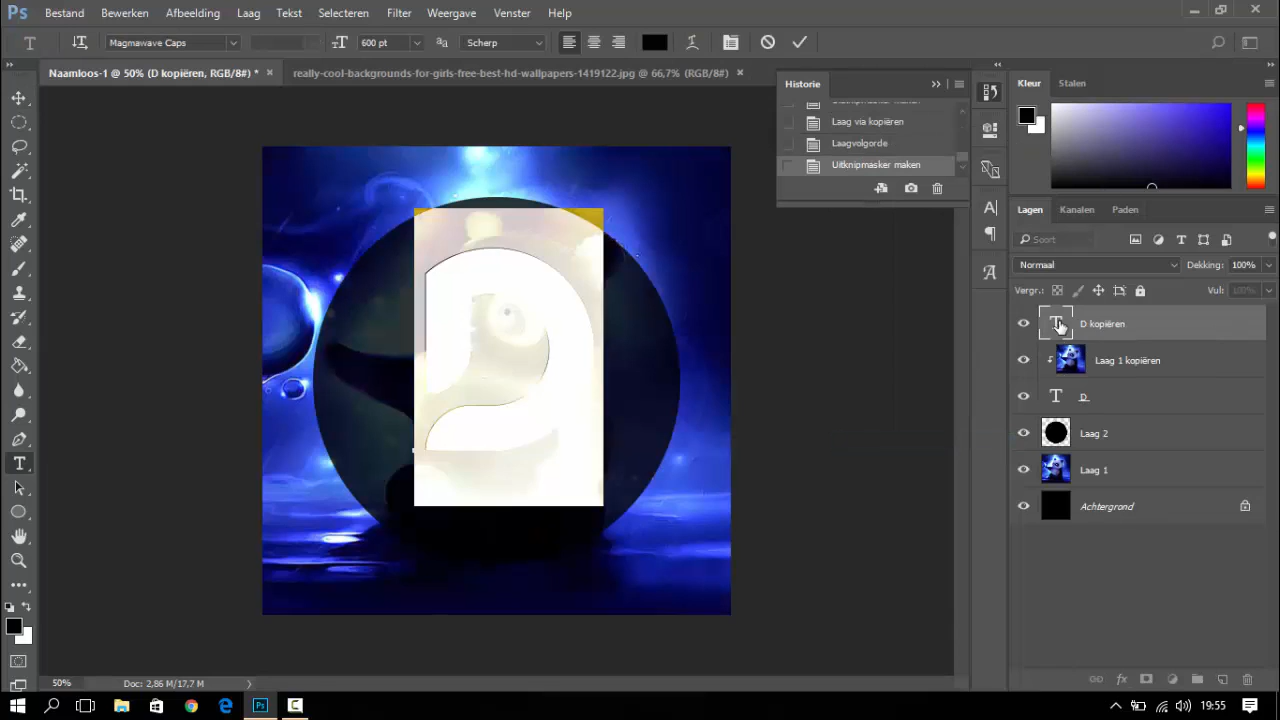 Ps Bestand Bewerken Afbeelding Laag Tekst Selecteren Filter Weergave Venster Help
T Magmawave Caps 600 pt aa Scherp
Naamloos-1 @ 50% (D kopiëren, RGB/8#) * × really-cool-backgrounds-for-girls-free-best-hd-wallpapers-1419122.jpg @ 66,7% (RGB/8#) ×
Historie
Laag via kopiëren
Laagvolgorde
Uitknipmasker maken
Kleur Stalen
Lagen Kanalen Paden
Soort
Normaal Dekking: 100%
Vergr.: Vul: 100%
T D kopiëren
Laag 1 kopiëren
T D
Laag 2
Laag 1
Achtergrond
D
50% Doc: 2,86 M/17,7 M
Ps 19:55